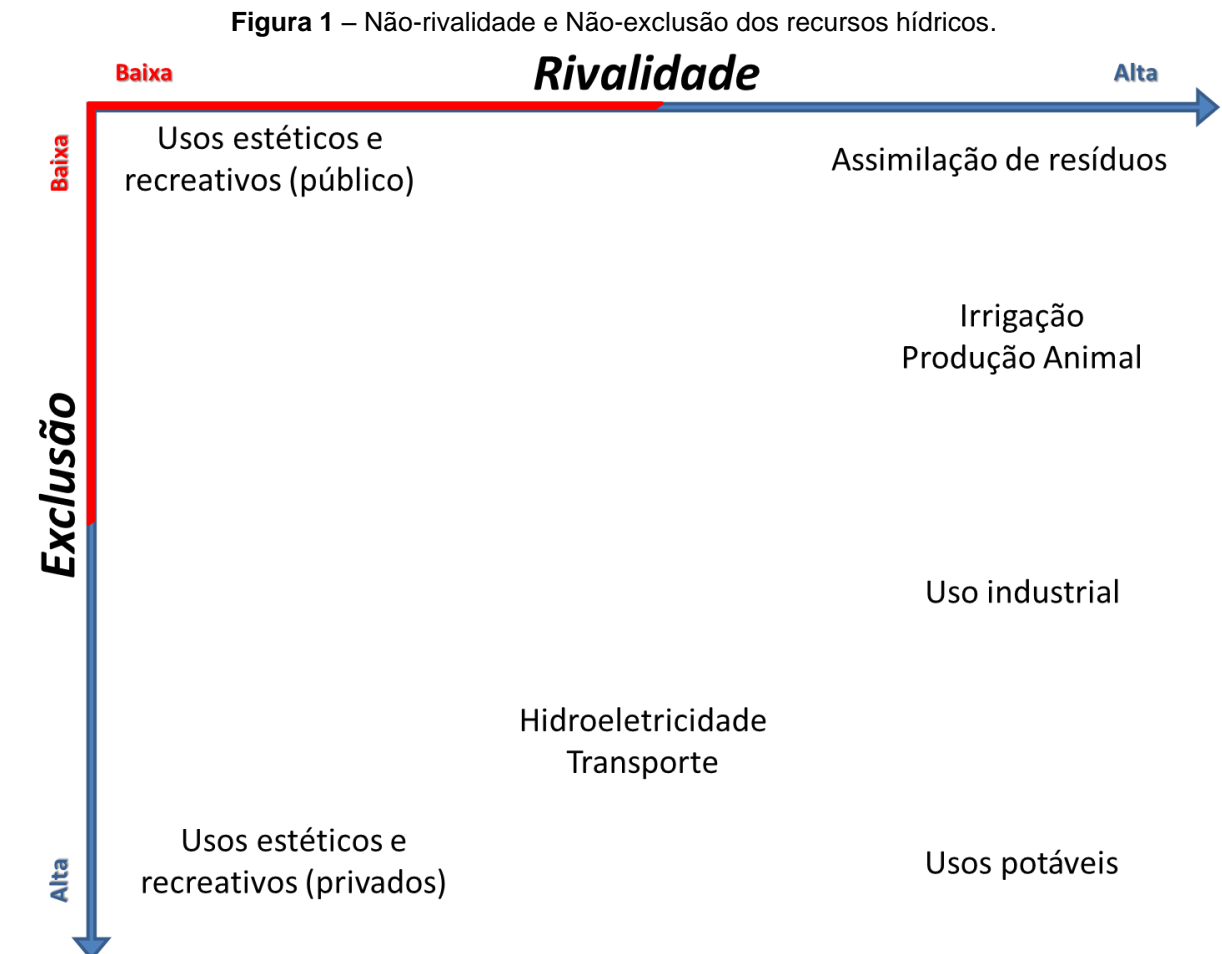 Figura 1 – Não-rivalidade e Não-exclusão dos recursos hídricos.
Baixa
Rivalidade
Alta
Baixa
Usos estéticos e
recreativos (público)
Assimilação de resíduos
Irrigação
Produção Animal
Exclusão
Uso industrial
Hidroeletricidade
Transporte
Usos estéticos e
recreativos (privados)
Usos potáveis
Alta